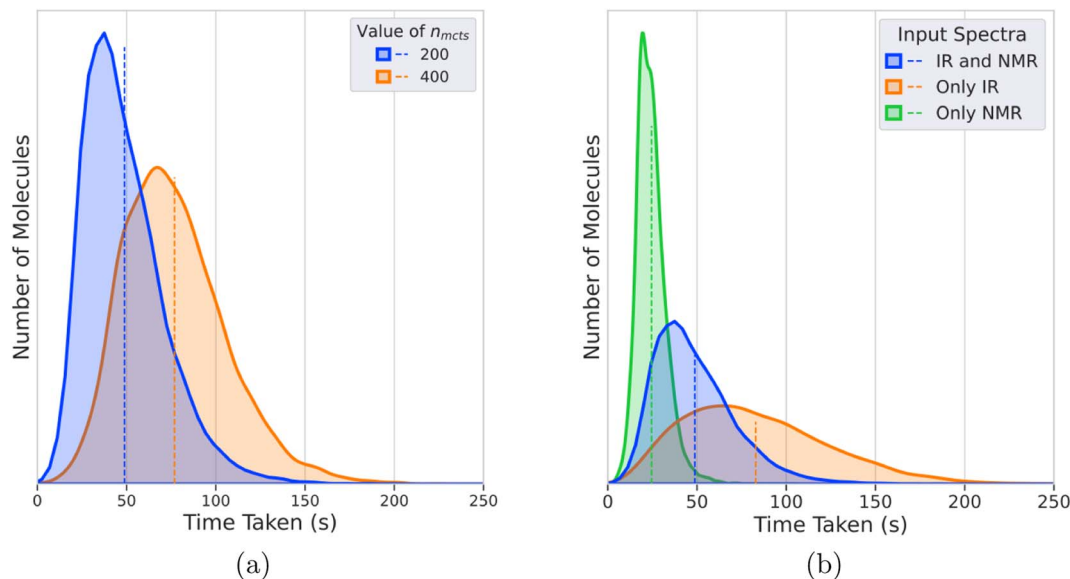 Number of Molecules
Value of n_mcts
200
400
0 50 100 150 200 250
Time Taken (s)
(a)
Number of Molecules
Input Spectra
IR and NMR
Only IR
Only NMR
0 50 100 150 200 250
Time Taken (s)
(b)